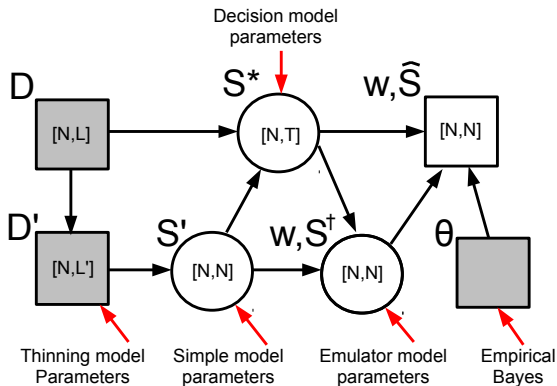 Decision model
parameters
D
S*
w,Ŝ
[N,L]
[N,T]
[N,N]
D'
S'
w,S†
θ
[N,L']
[N,N]
[N,N]
Thinning model
Parameters
Simple model
parameters
Emulator model
parameters
Empirical
Bayes